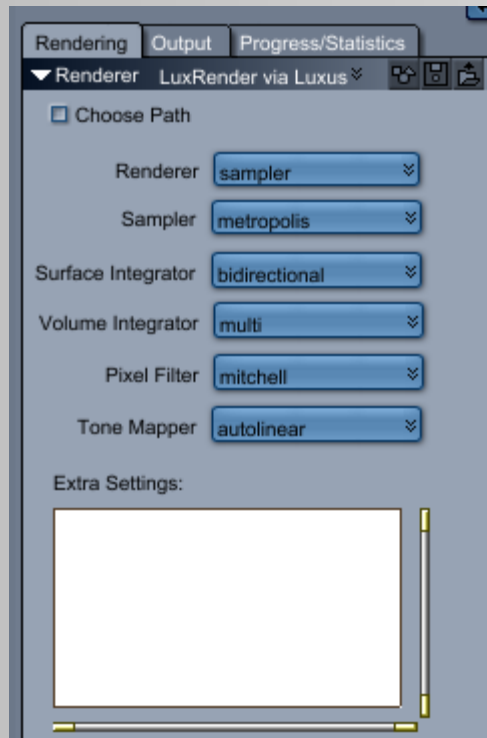 Rendering Output Progress/Statistics
Renderer LuxRender via Luxus
Choose Path
Renderer sampler
Sampler metropolis
Surface Integrator bidirectional
Volume Integrator multi
Pixel Filter mitchell
Tone Mapper autolinear
Extra Settings: